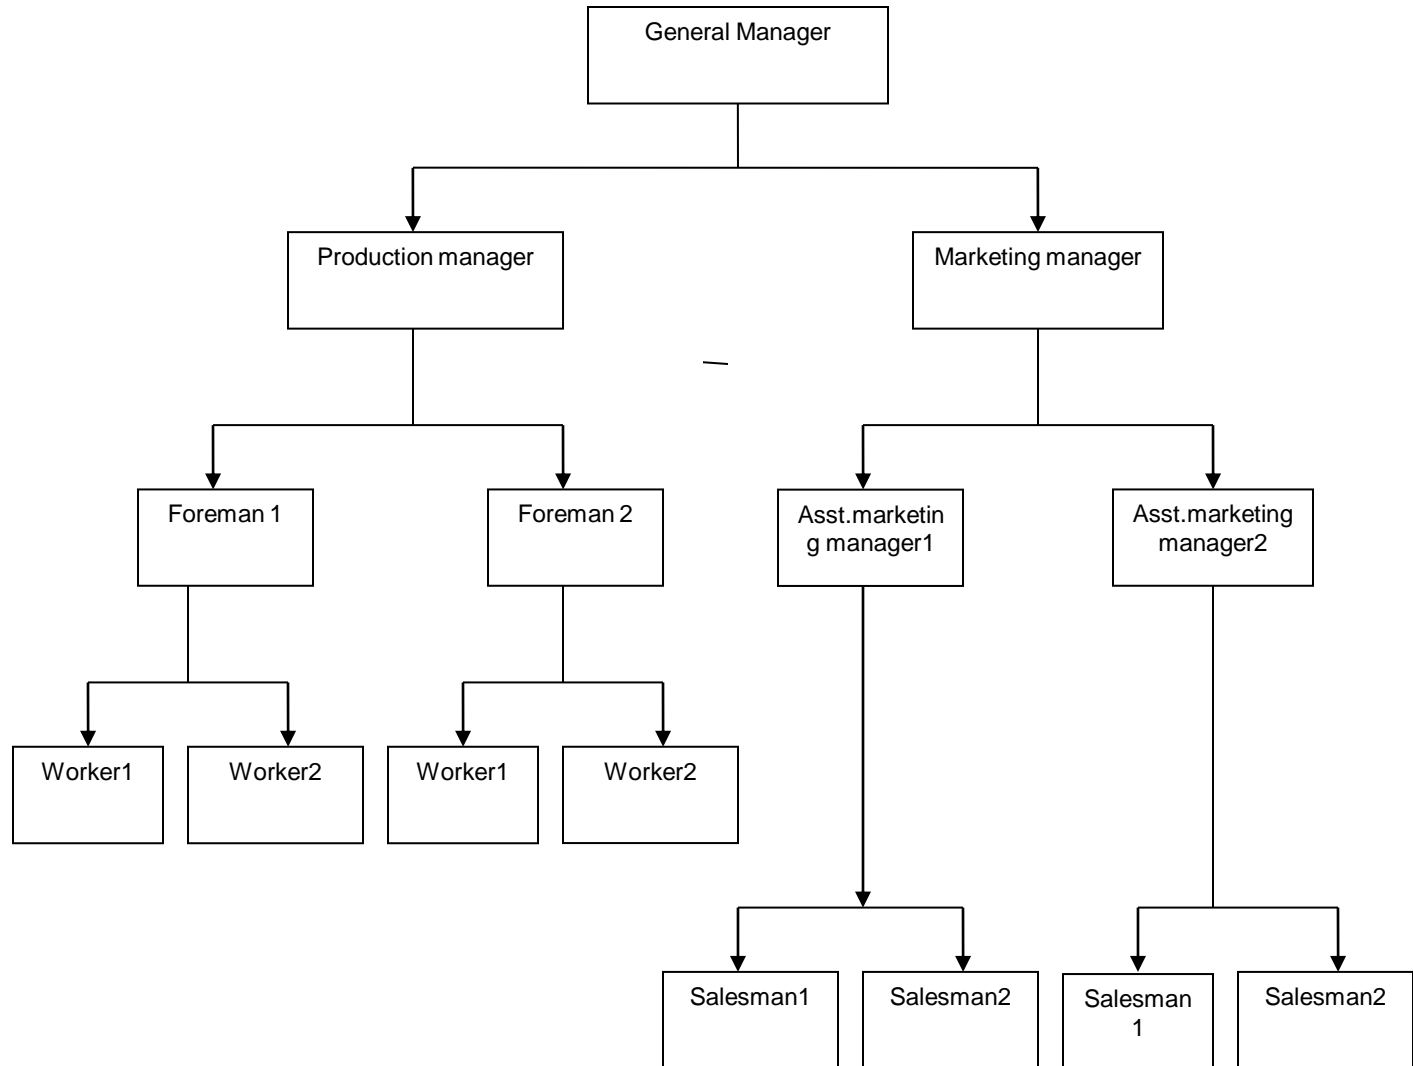 General Manager
Production manager
Marketing manager
Foreman 1
Foreman 2
Asst.marketin
g manager1
Asst.marketing
manager2
Worker1
Worker2
Worker1
Worker2
Salesman1
Salesman2
Salesman
1
Salesman2